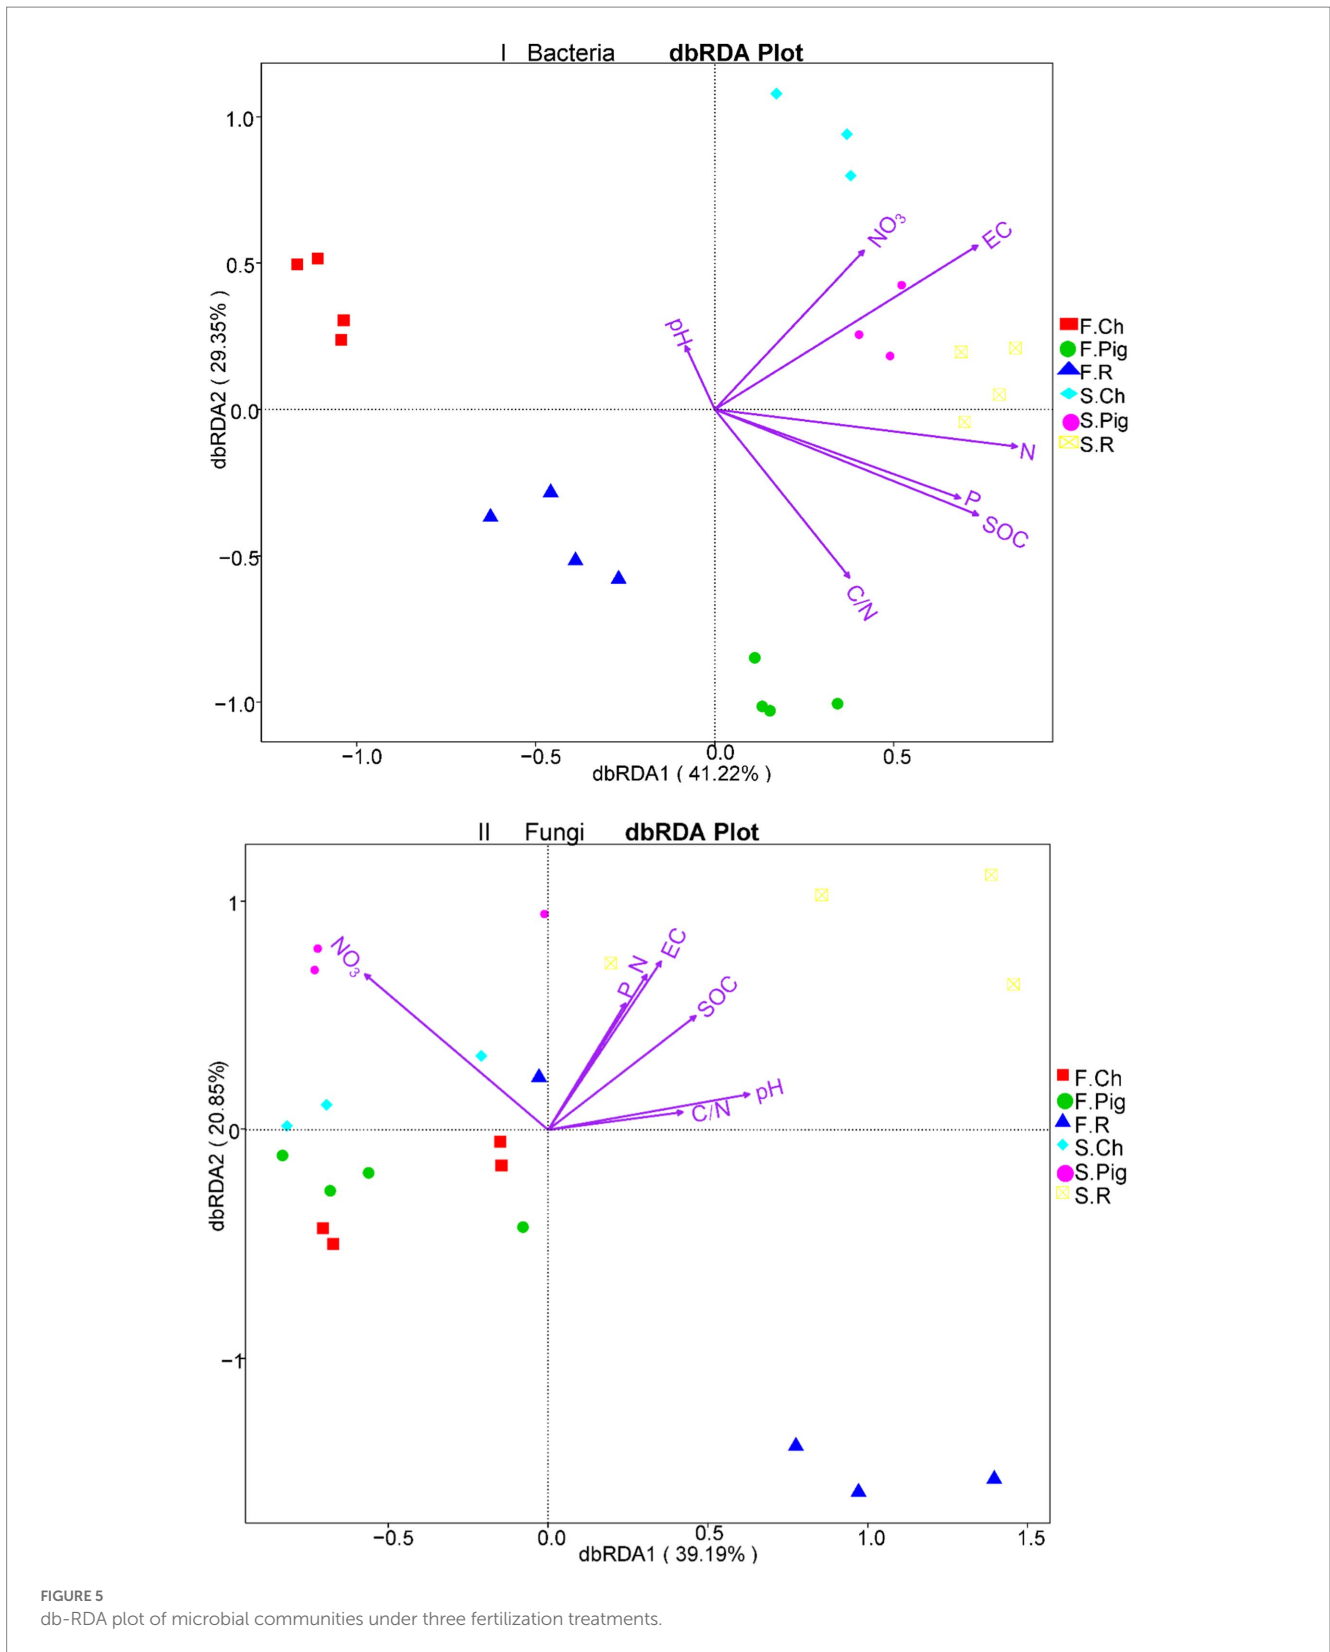 I Bacteria dbRDA Plot
1.0
0.5
0.0
−0.5
−1.0
dbRDA2 ( 29.35% )
NO3
EC
pH
N
P
SOC
C/N
F.Ch
F.Pig
F.R
S.Ch
S.Pig
S.R
−1.0 −0.5 0.0 0.5
dbRDA1 ( 41.22% )
II Fungi dbRDA Plot
1
0
−1
dbRDA2 ( 20.85%)
NO3
P
N
EC
SOC
pH
C/N
F.Ch
F.Pig
F.R
S.Ch
S.Pig
S.R
−0.5 0.0 0.5 1.0 1.5
dbRDA1 ( 39.19% )
FIGURE 5
db-RDA plot of microbial communities under three fertilization treatments.